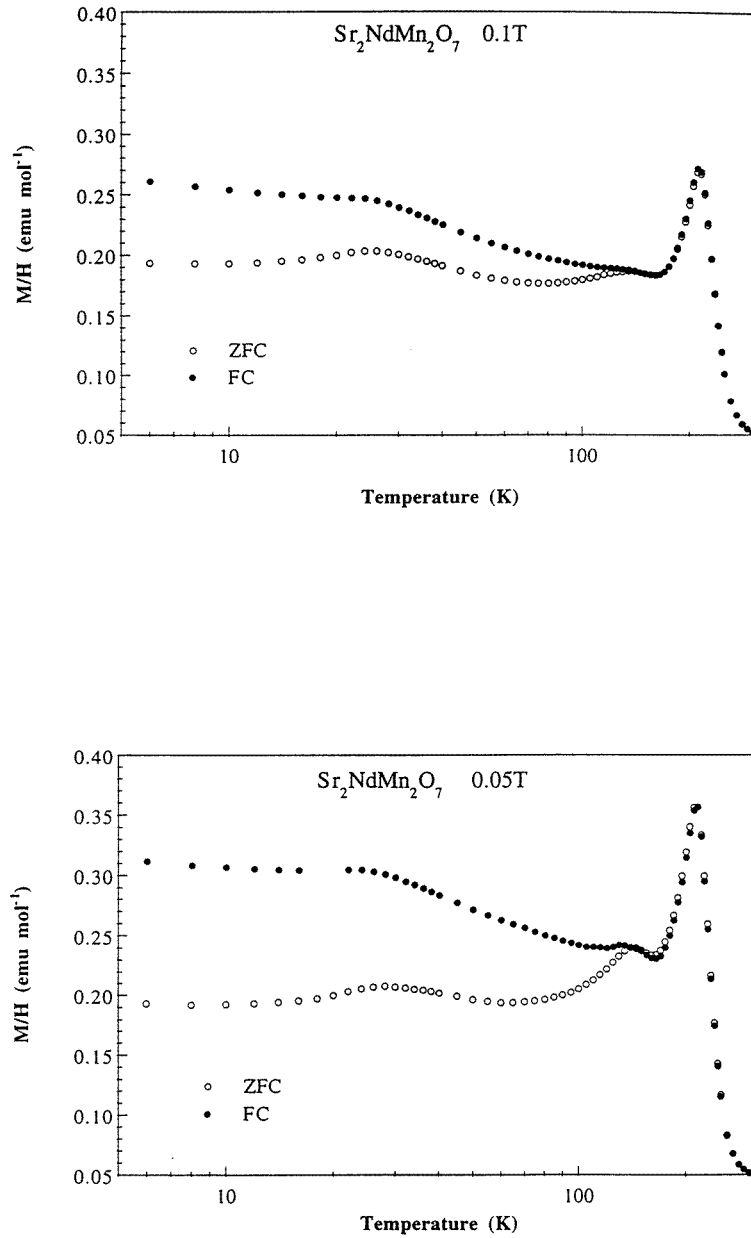 Sr₂NdMn₂O₇ 0.1T
0.40
0.35
0.30
0.25
0.20
0.15
0.10
0.05
M/H (emu mol⁻¹)
○ ZFC
● FC
10 100
Temperature (K)
Sr₂NdMn₂O₇ 0.05T
0.40
0.35
0.30
0.25
0.20
0.15
0.10
0.05
M/H (emu mol⁻¹)
○ ZFC
● FC
10 100
Temperature (K)